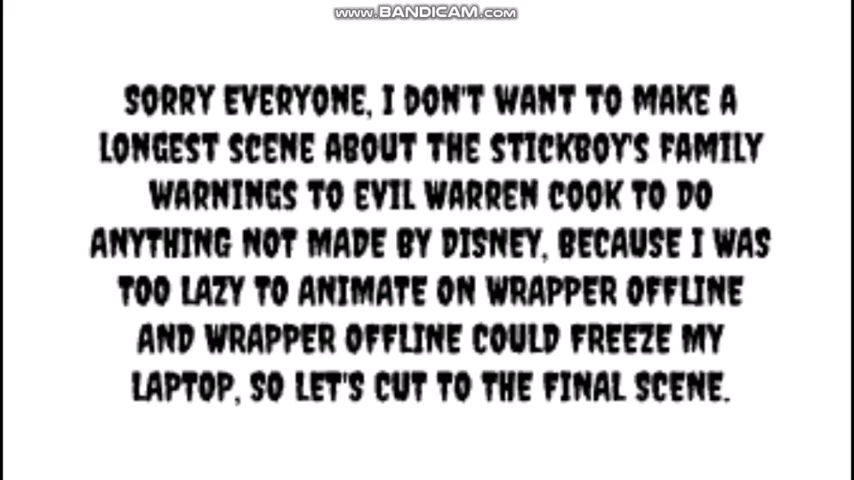 www.BANDICAM.com
SORRY EVERYONE, I DON'T WANT TO MAKE A
LONGEST SCENE ABOUT THE STICKBOY'S FAMILY
WARNINGS TO EVIL WARREN COOK TO DO
ANYTHING NOT MADE BY DISNEY, BECAUSE I WAS
TOO LAZY TO ANIMATE ON WRAPPER OFFLINE
AND WRAPPER OFFLINE COULD FREEZE MY
LAPTOP, SO LET'S CUT TO THE FINAL SCENE.